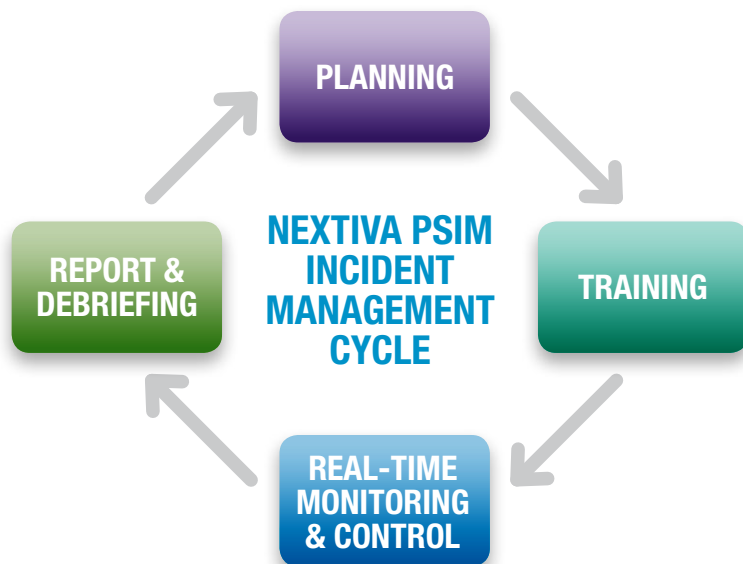 PLANNING
NEXTIVA PSIM
INCIDENT
MANAGEMENT
CYCLE
REPORT &
DEBRIEFING
TRAINING
REAL-TIME
MONITORING
& CONTROL